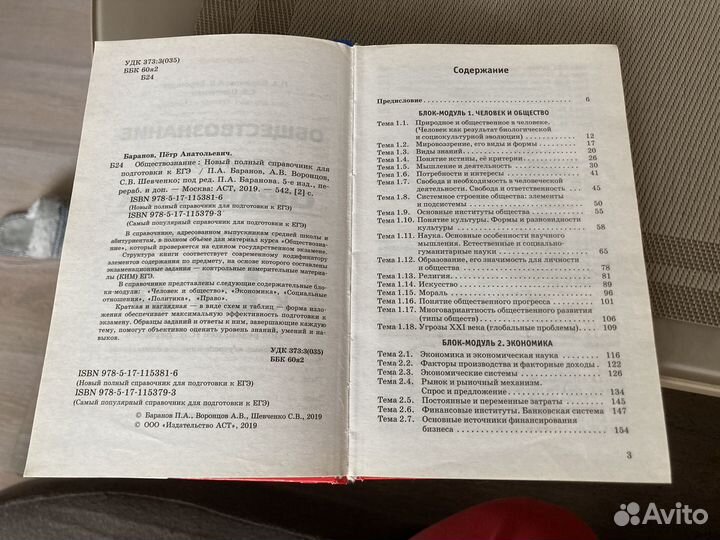 УДК 373:3(035)
ББК 60я2
Б24
Баранов, Пётр Анатольевич.
Б24 Обществознание : Новый полный справочник для
подготовки к ЕГЭ / П.А. Баранов, А.В. Воронцов,
С.В. Шевченко; под ред. П.А. Баранова. 5-е изд., пе-
рераб. и доп. — Москва: АСТ, 2019. — 542, [2] с.
ISBN 978-5-17-115381-6
(Новый полный справочник для подготовки к ЕГЭ)
ISBN 978-5-17-115379-3
(Самый популярный справочник для подготовки к ЕГЭ)
В справочнике, адресованном выпускникам средней школы и
абитуриентам, в полном объёме дан материал курса «Обществозна-
ние», который проверяется на едином государственном экзамене.
Структура книги соответствует современному кодификатору
элементов содержания по предмету, на основе которого составлены
экзаменационные задания — контрольные измерительные материа-
лы (КИМ) ЕГЭ.
В справочнике представлены следующие содержательные бло-
ки-модули: «Человек и общество», «Экономика», «Социальные
отношения», «Политика», «Право».
Краткая и наглядная — в виде схем и таблиц — форма изло-
жения обеспечивает максимальную эффективность подготовки к
экзамену. Образцы заданий и ответы к ним, завершающие каждую
тему, помогут объективно оценить уровень знаний, умений и на-
выков.
УДК 373:3(035)
ББК 60я2
ISBN 978-5-17-115381-6
(Новый полный справочник для подготовки к ЕГЭ)
ISBN 978-5-17-115379-3
(Самый популярный справочник для подготовки к ЕГЭ)
© Баранов П.А., Воронцов А.В., Шевченко С.В., 2019
© ООО «Издательство АСТ», 2019
Содержание
Предисловие 6
БЛОК-МОДУЛЬ 1. ЧЕЛОВЕК И ОБЩЕСТВО
Тема 1.1. Природное и общественное в человеке.
(Человек как результат биологической
и социокультурной эволюции) 12
Тема 1.2. Мировоззрение, его виды и формы 17
Тема 1.3. Виды знаний 20
Тема 1.4. Понятие истины, её критерии 26
Тема 1.5. Мышление и деятельность 30
Тема 1.6. Потребности и интересы 41
Тема 1.7. Свобода и необходимость в человеческой
деятельности. Свобода и ответственность 45
Тема 1.8. Системное строение общества: элементы
и подсистемы 50
Тема 1.9. Основные институты общества 55
Тема 1.10. Понятие культуры. Формы и разновидности
культуры 58
Тема 1.11. Наука. Основные особенности научного
мышления. Естественные и социально-
гуманитарные науки 65
Тема 1.12. Образование, его значимость для личности
и общества 78
Тема 1.13. Религия 81
Тема 1.14. Искусство 89
Тема 1.15. Мораль 96
Тема 1.16. Понятие общественного прогресса 101
Тема 1.17. Многовариантность общественного развития
(типы обществ) 106
Тема 1.18. Угрозы XXI века (глобальные проблемы) 109
БЛОК-МОДУЛЬ 2. ЭКОНОМИКА
Тема 2.1. Экономика и экономическая наука 116
Тема 2.2. Факторы производства и факторные доходы 122
Тема 2.3. Экономические системы 126
Тема 2.4. Рынок и рыночный механизм.
Спрос и предложение 134
Тема 2.5. Постоянные и переменные затраты 145
Тема 2.6. Финансовые институты. Банковская система 147
Тема 2.7. Основные источники финансирования
бизнеса 154
3
Avito